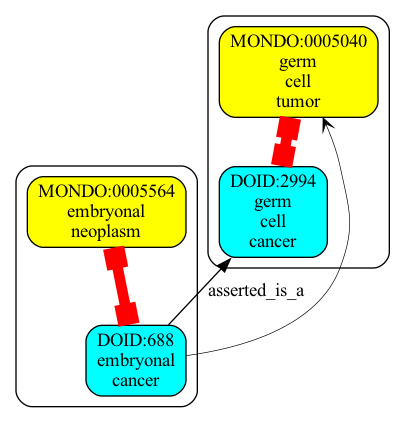 MONDO:0005040
germ
cell
tumor
DOID:2994
germ
cell
cancer
MONDO:0005564
embryonal
neoplasm
asserted_is_a
DOID:688
embryonal
cancer